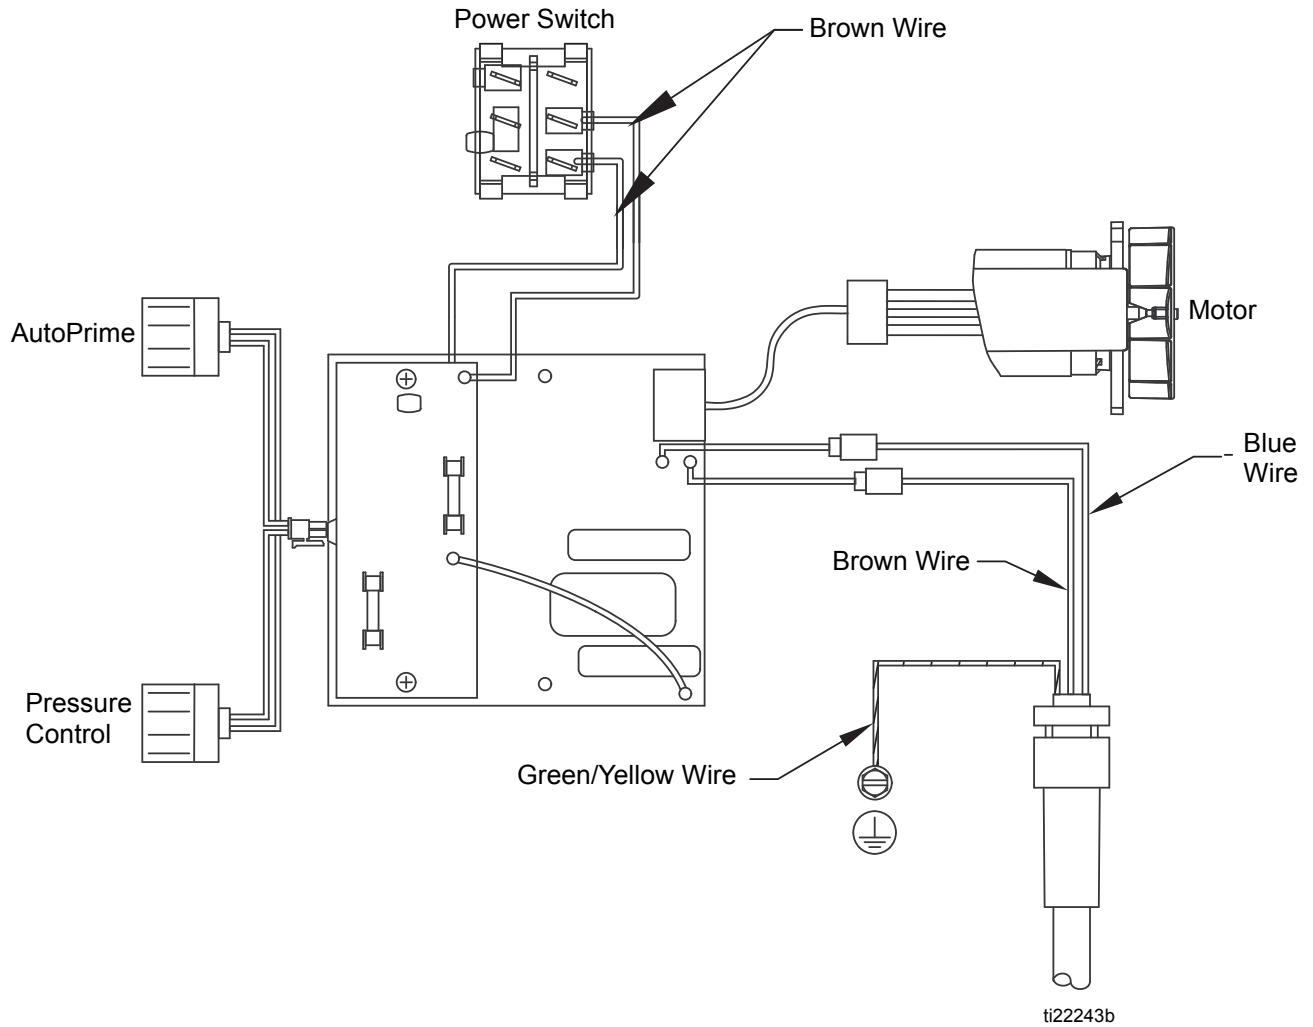 Power Switch
Brown Wire
AutoPrime
Motor
Blue
Wire
Brown Wire
Pressure
Control
Green/Yellow Wire
ti22243b